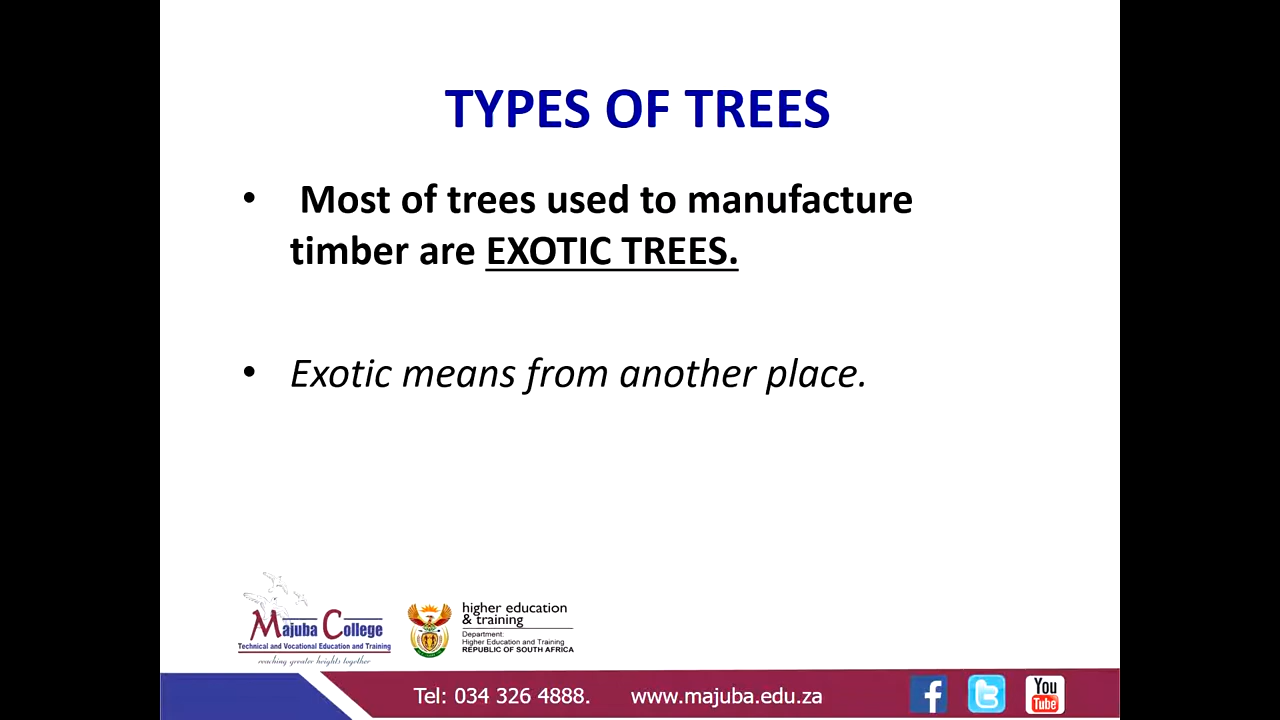 TYPES OF TREES
• Most of trees used to manufacture
timber are EXOTIC TREES.
• Exotic means from another place.
Majuba College
Technical and Vocational Education and Training
reaching greater heights together
higher education
& training
Department:
Higher Education and Training
REPUBLIC OF SOUTH AFRICA
Tel: 034 326 4888. www.majuba.edu.za
f
t
You
Tube